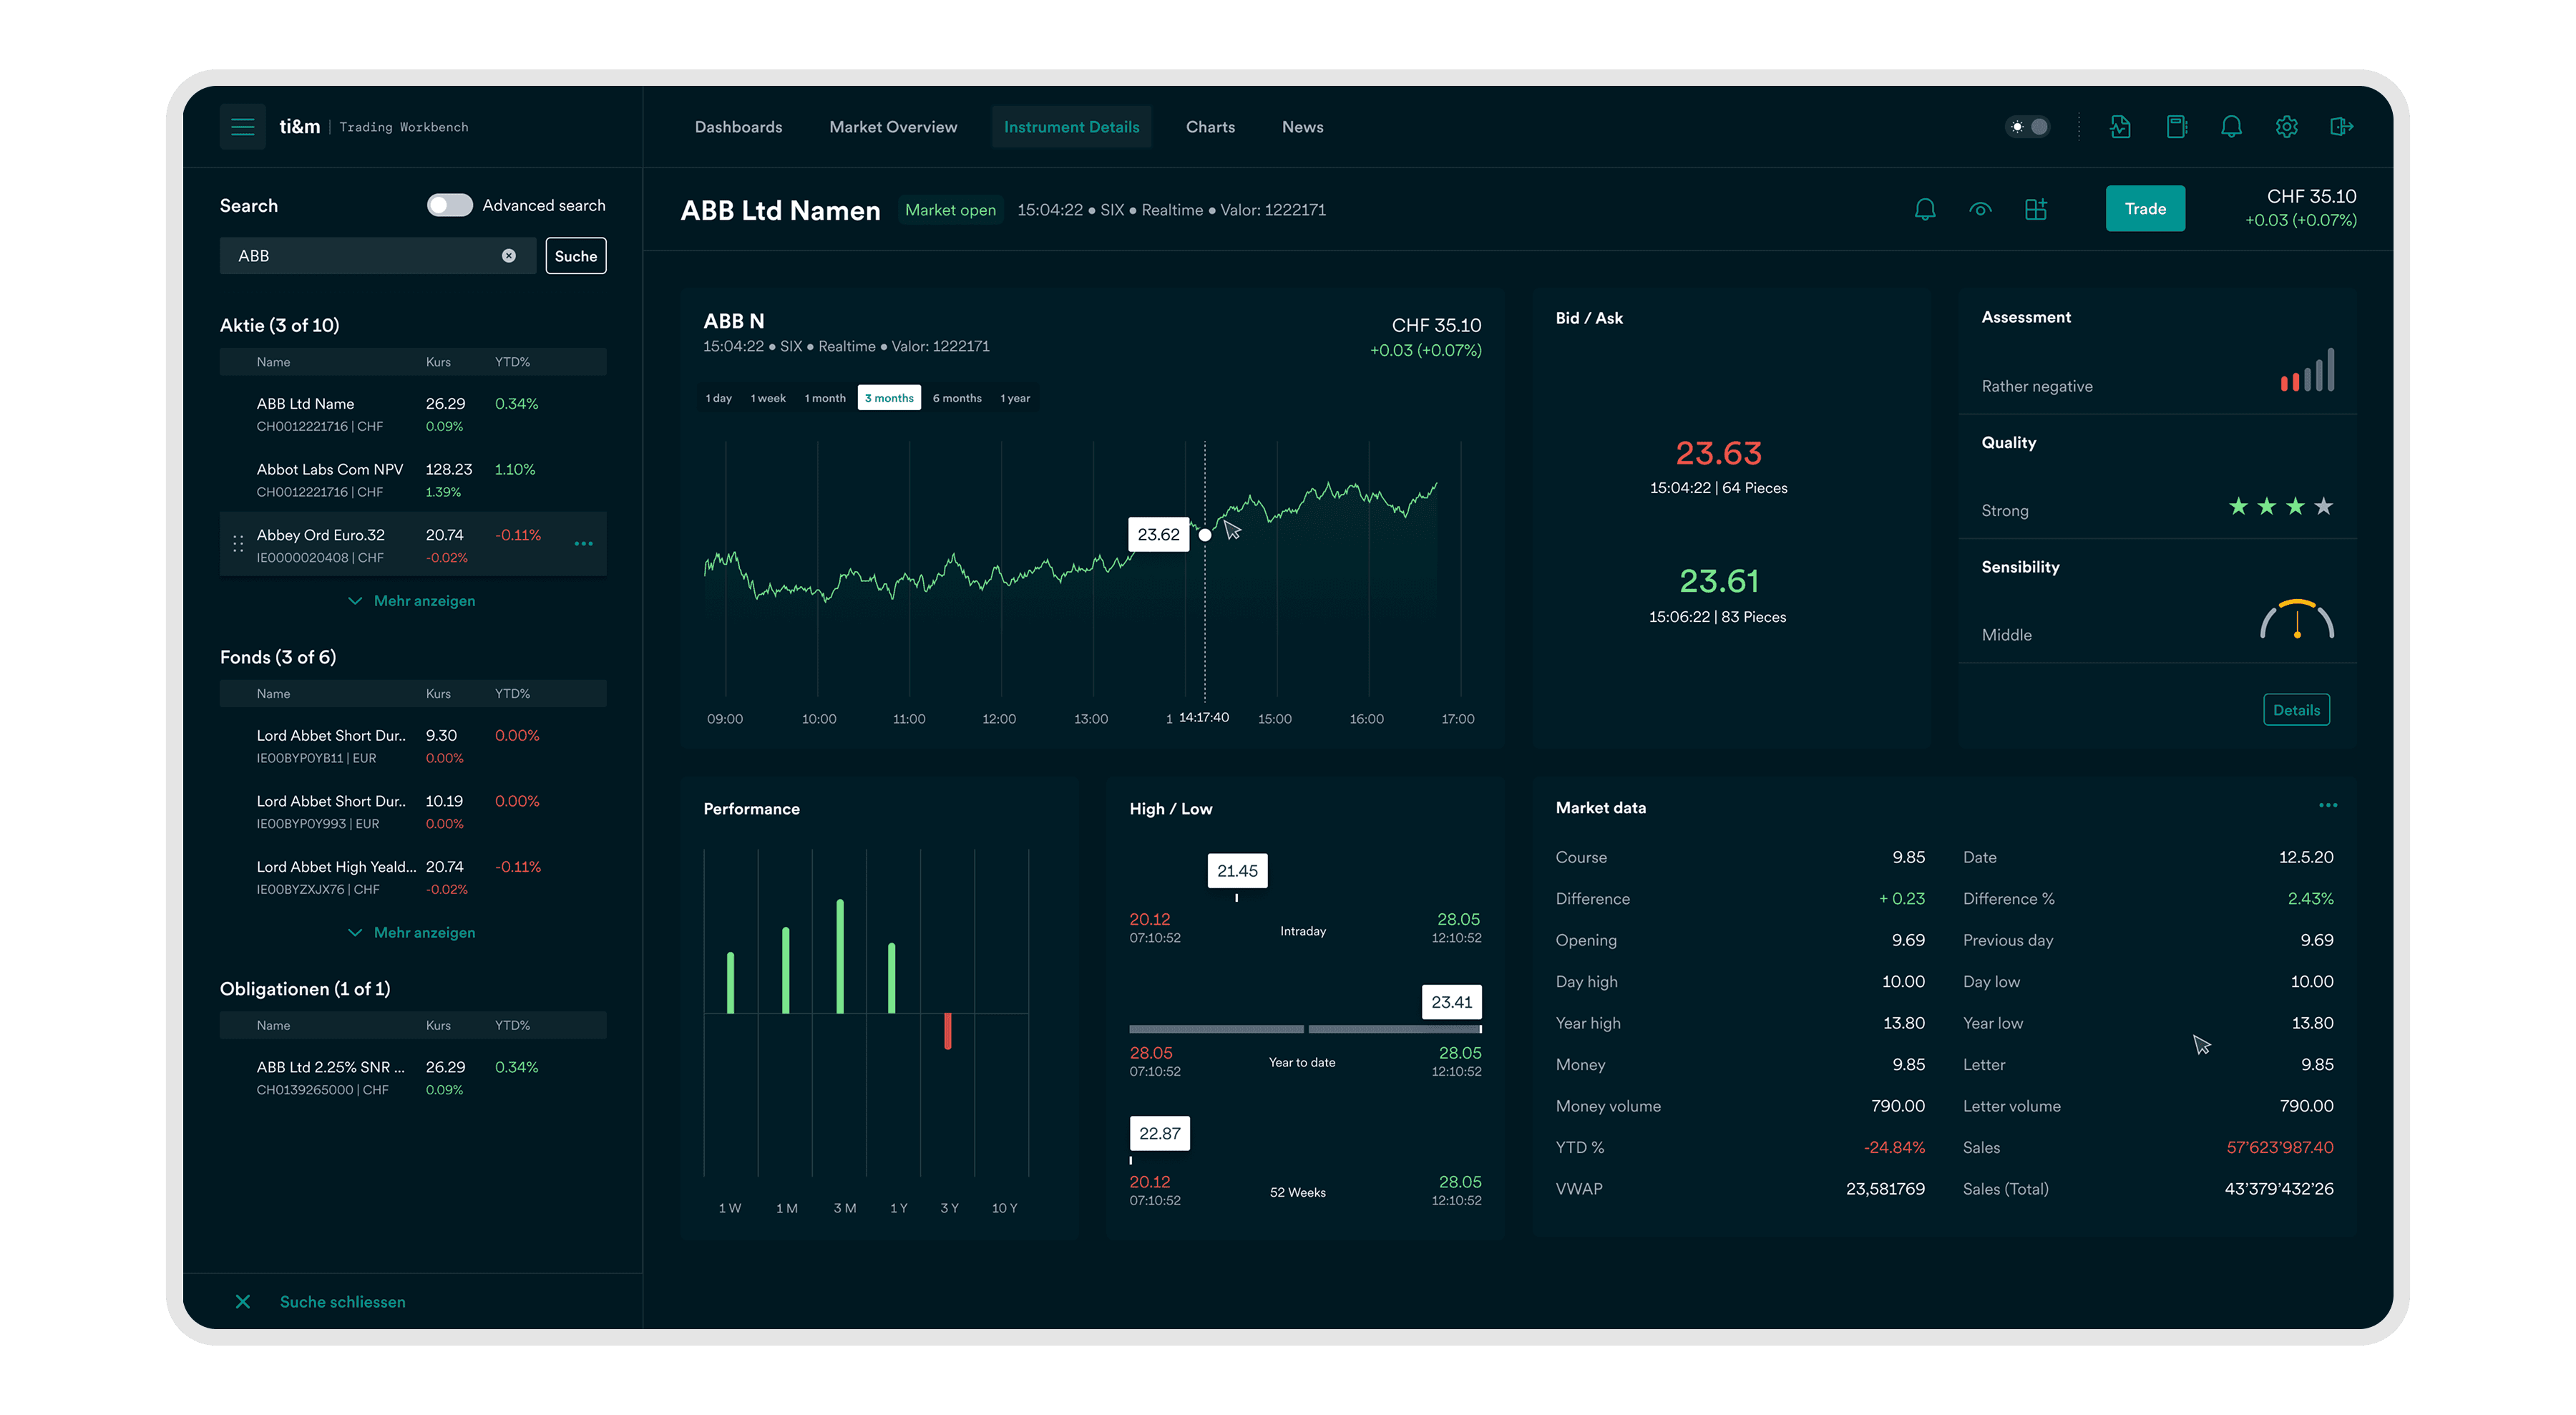 ti&m | Trading Workbench
Dashboards Market Overview Instrument Details Charts News
Search Advanced search
ABB Suche
Aktie (3 of 10)
Name Kurs YTD%
ABB Ltd Name 26.29 0.34%
CH0012221716 | CHF 0.09%
Abbot Labs Com NPV 128.23 1.10%
CH0012221716 | CHF 1.39%
Abbey Ord Euro.32 20.74 -0.11%
IE0000020408 | CHF -0.02%
Mehr anzeigen
Fonds (3 of 6)
Name Kurs YTD%
Lord Abbet Short Dur.. 9.30 0.00%
IE00BYP0YB11 | EUR 0.00%
Lord Abbet Short Dur.. 10.19 0.00%
IE00BYP0Y993 | EUR 0.00%
Lord Abbet High Yeald... 20.74 -0.11%
IE00BYZXJX76 | CHF -0.02%
Mehr anzeigen
Obligationen (1 of 1)
Name Kurs YTD%
ABB Ltd 2.25% SNR ... 26.29 0.34%
CH0139265000 | CHF 0.09%
Suche schliessen
ABB Ltd Namen Market open 15:04:22 ● SIX ● Realtime ● Valor: 1222171
Trade
CHF 35.10
+0.03 (+0.07%)
ABB N
15:04:22 ● SIX ● Realtime ● Valor: 1222171
CHF 35.10
+0.03 (+0.07%)
1 day 1 week 1 month 3 months 6 months 1 year
23.62
09:00 10:00 11:00 12:00 13:00 1 14:17:40 15:00 16:00 17:00
Bid / Ask
23.63
15:04:22 | 64 Pieces
23.61
15:06:22 | 83 Pieces
Assessment
Rather negative
Quality
Strong
Sensibility
Middle
Details
Performance
1 W 1 M 3 M 1 Y 3 Y 10 Y
High / Low
21.45
20.12 28.05
07:10:52 Intraday 12:10:52
23.41
28.05 28.05
07:10:52 Year to date 12:10:52
22.87
20.12 28.05
07:10:52 52 Weeks 12:10:52
Market data
Course 9.85 Date 12.5.20
Difference + 0.23 Difference % 2.43%
Opening 9.69 Previous day 9.69
Day high 10.00 Day low 10.00
Year high 13.80 Year low 13.80
Money 9.85 Letter 9.85
Money volume 790.00 Letter volume 790.00
YTD % -24.84% Sales 57’623’987.40
VWAP 23,581769 Sales (Total) 43’379’432’26